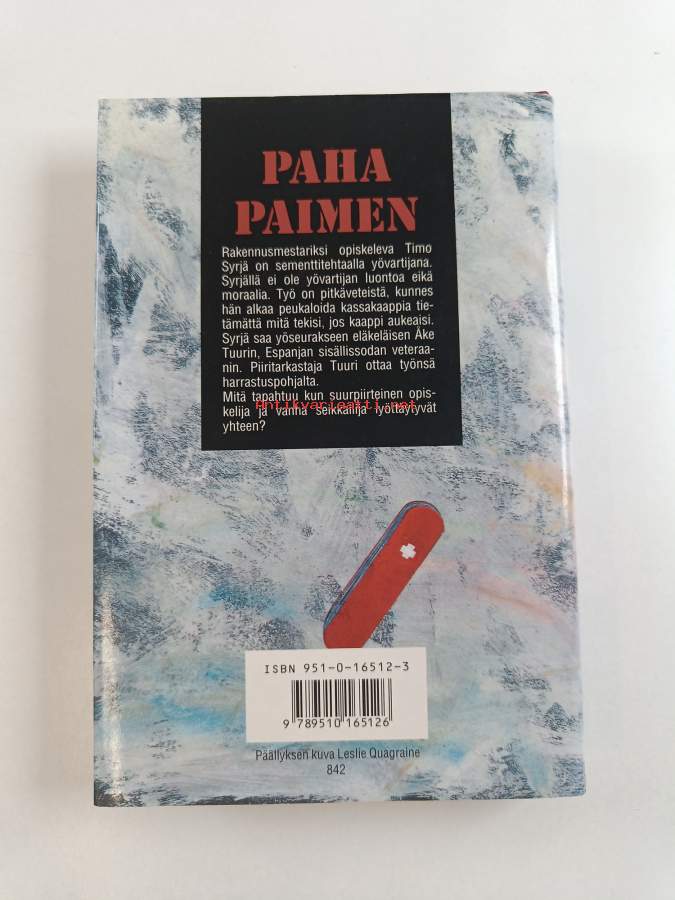 PAHA
PAIMEN
Rakennusmestariksi opiskeleva Timo
Syrjä on sementtitehtaalla yövartijana.
Syrjällä ei ole yövartijan luontoa eikä
moraalia. Työ on pitkäveteistä, kunnes
hän alkaa peukaloida kassakaappia tie-
tämättä mitä tekisi, jos kaappi aukeaisi.
Syrjä saa yöseurakseen eläkeläisen Åke
Tuurin, Espanjan sisällissodan veteraa-
nin. Piiritarkastaja Tuuri ottaa työnsä
harrastuspohjalta.
Mitä tapahtuu kun suurpiirteinen opis-
Antikvariaatti.net
kelija ja vanha seikkailija lyöttäytyvät
yhteen?
ISBN 951-0-16512-3
9 789510 165126
Päällyksen kuva Leslie Quagraine
842